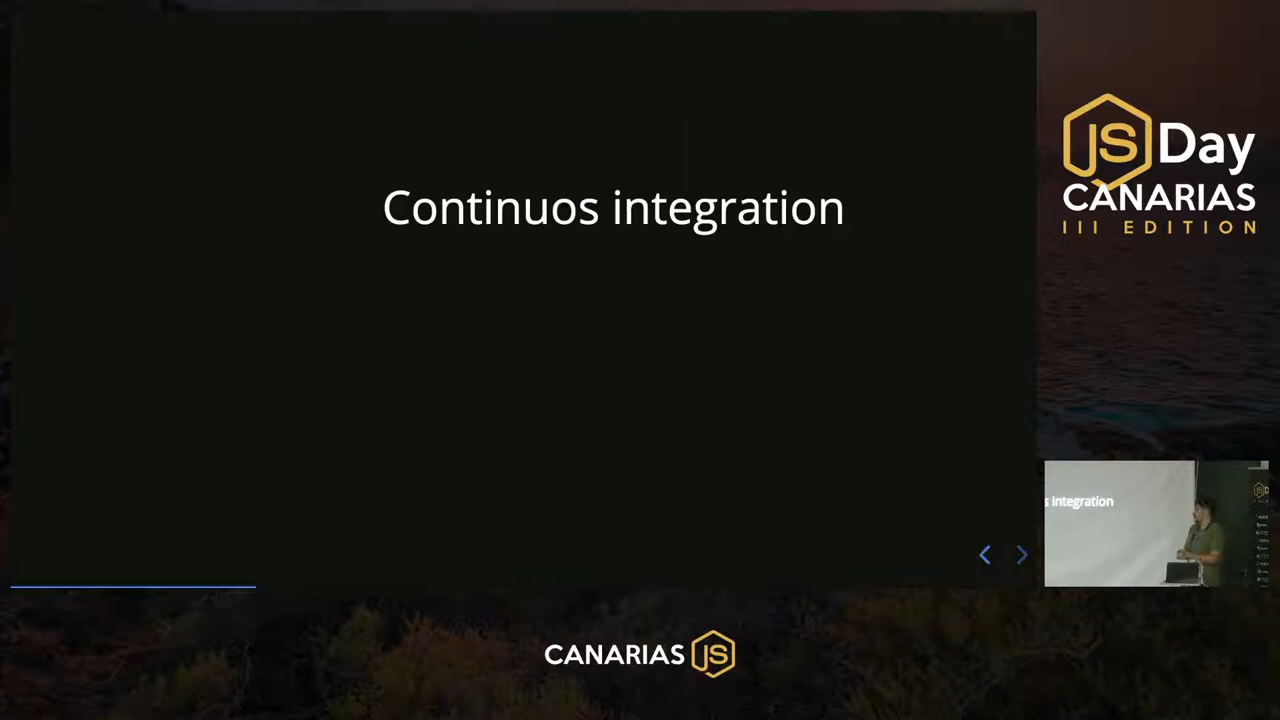 Continuos integration
JS Day
CANARIAS
III EDITION
s integration
CANARIAS JS